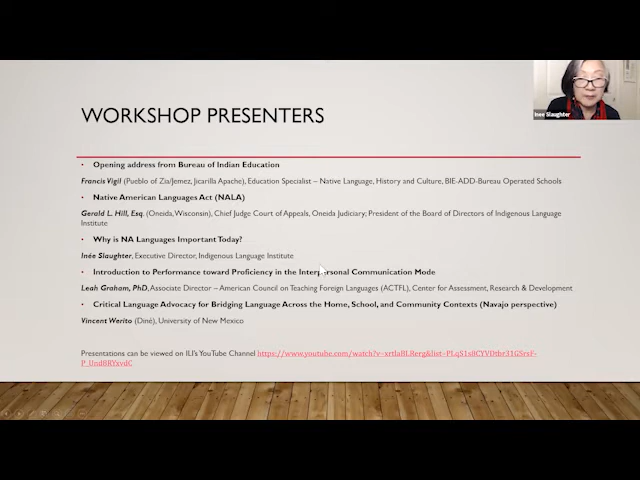 Inee Slaughter
WORKSHOP PRESENTERS
• Opening address from Bureau of Indian Education
Francis Vigil (Pueblo of Zia/Jemez, Jicarilla Apache), Education Specialist – Native Language, History and Culture, BIE-ADD-Bureau Operated Schools
• Native American Languages Act (NALA)
Gerald L. Hill, Esq. (Oneida, Wisconsin), Chief Judge Court of Appeals, Oneida Judiciary, President of the Board of Directors of Indigenous Language
Institute
• Why is NA Languages Important Today?
Inée Slaughter, Executive Director, Indigenous Language Institute
• Introduction to Performance toward Proficiency in the Interpersonal Communication Mode
Leah Graham, PhD, Associate Director – American Council on Teaching Foreign Languages (ACTFL), Center for Assessment, Research & Development
• Critical Language Advocacy for Bridging Language Across the Home, School, and Community Contexts (Navajo perspective)
Vincent Werito (Diné), University of New Mexico
Presentations can be viewed on ILI's YouTube Channel